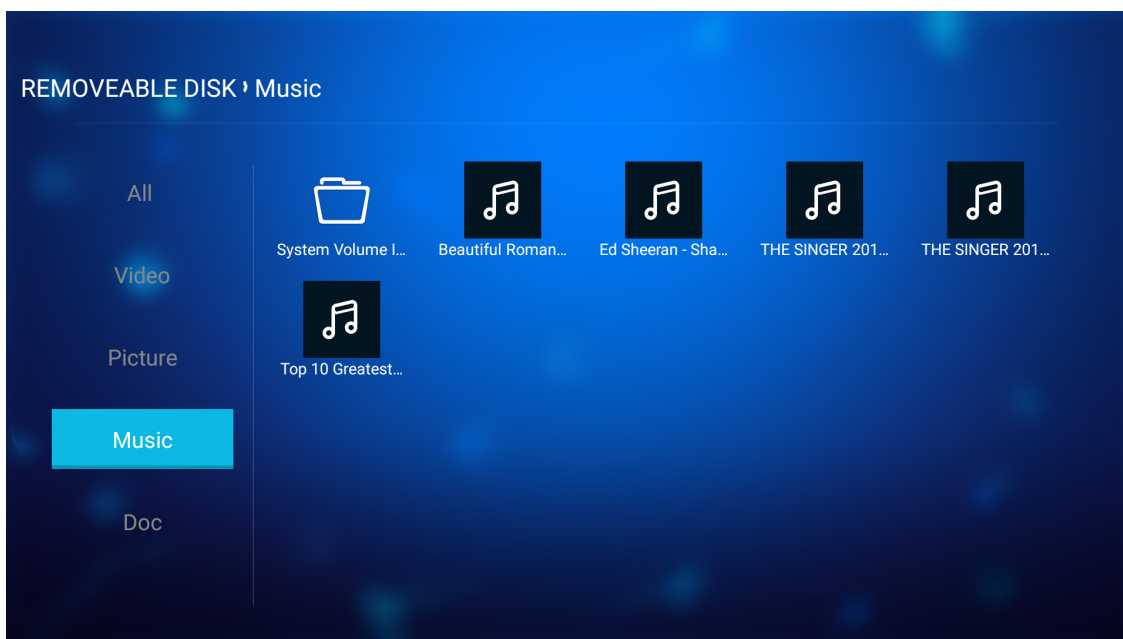 REMOVEABLE DISK Music
All
Video
Picture
Music
Doc
System Volume I...
Beautiful Roman...
Ed Sheeran - Sha...
THE SINGER 201...
THE SINGER 201...
Top 10 Greatest...